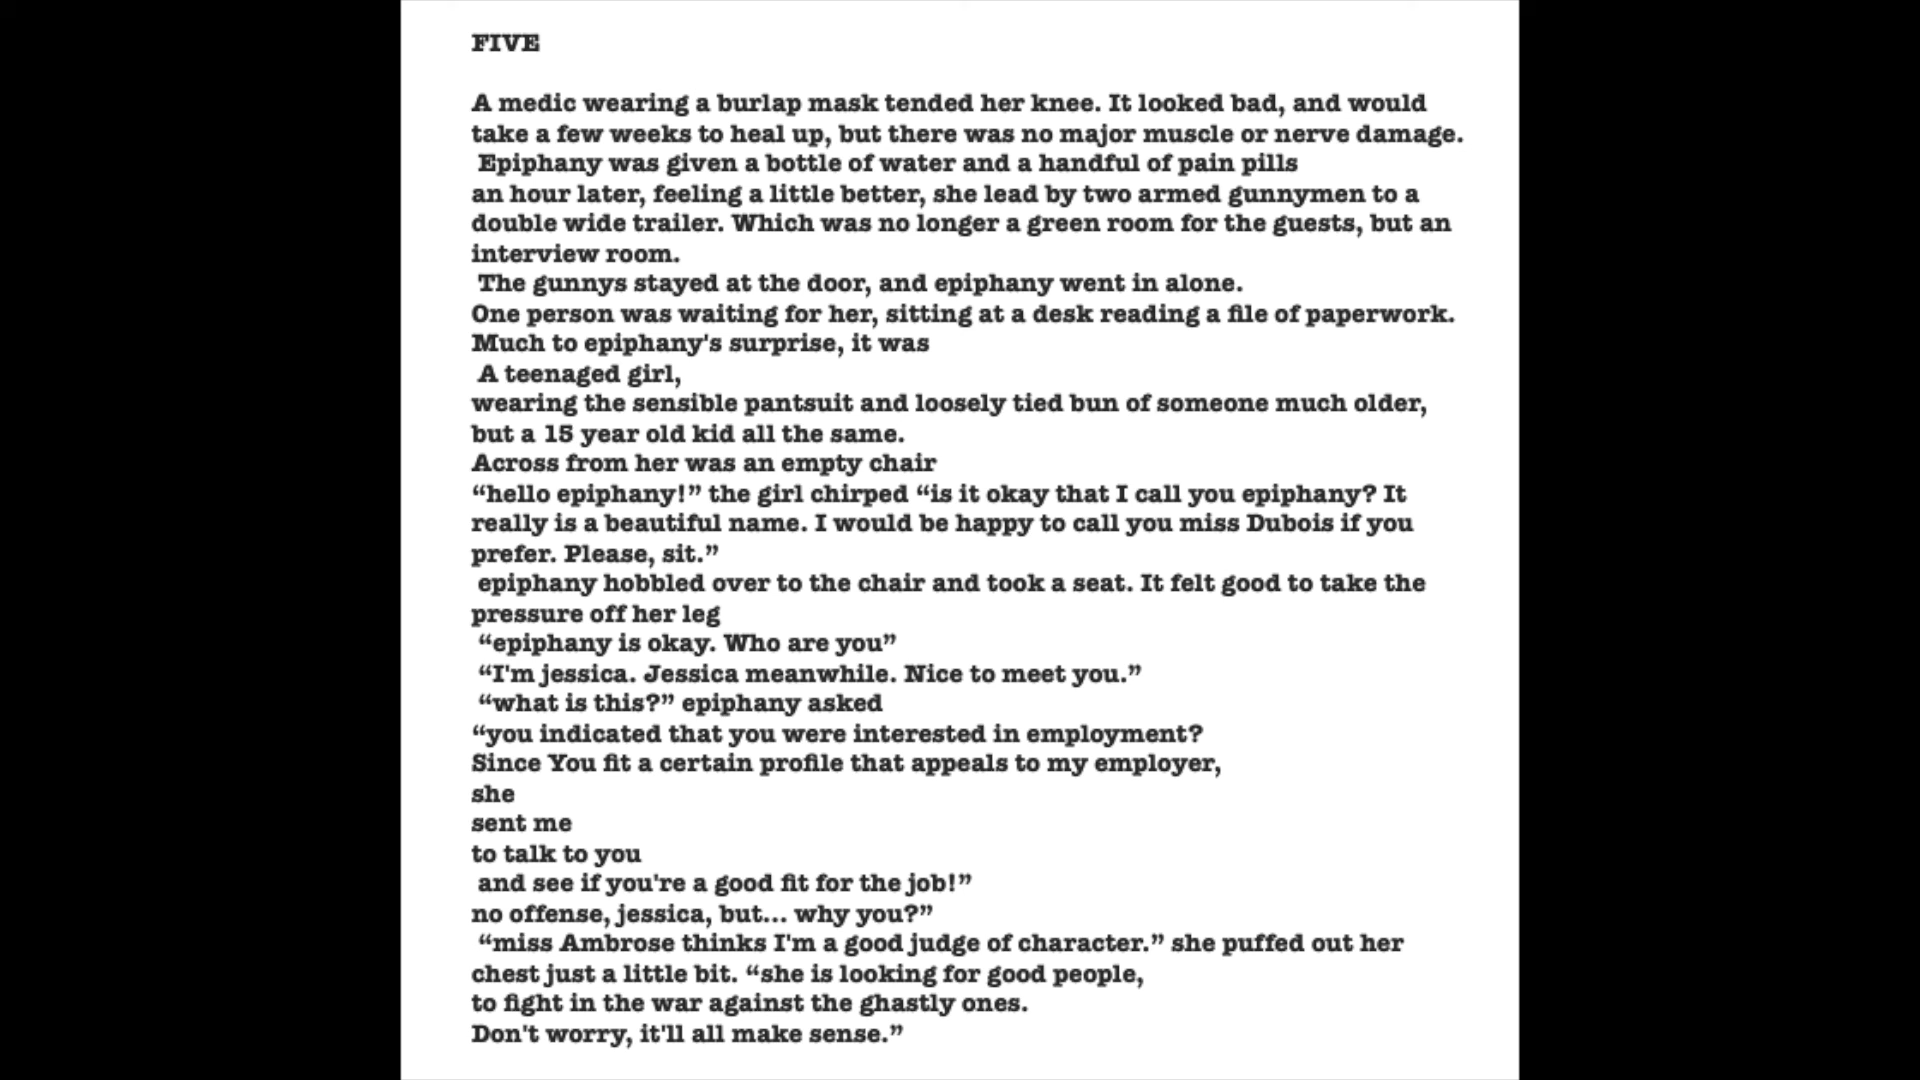 FIVE
A medic wearing a burlap mask tended her knee. It looked bad, and would
take a few weeks to heal up, but there was no major muscle or nerve damage.
Epiphany was given a bottle of water and a handful of pain pills
an hour later, feeling a little better, she lead by two armed gunnymen to a
double wide trailer. Which was no longer a green room for the guests, but an
interview room.
The gunnys stayed at the door, and epiphany went in alone.
One person was waiting for her, sitting at a desk reading a file of paperwork.
Much to epiphany's surprise, it was
A teenaged girl,
wearing the sensible pantsuit and loosely tied bun of someone much older,
but a 15 year old kid all the same.
Across from her was an empty chair
“hello epiphany!” the girl chirped “is it okay that I call you epiphany? It
really is a beautiful name. I would be happy to call you miss Dubois if you
prefer. Please, sit.”
epiphany hobbled over to the chair and took a seat. It felt good to take the
pressure off her leg
“epiphany is okay. Who are you”
“I'm jessica. Jessica meanwhile. Nice to meet you.”
“what is this?” epiphany asked
“you indicated that you were interested in employment?
Since You fit a certain profile that appeals to my employer,
she
sent me
to talk to you
and see if you're a good fit for the job!”
no offense, jessica, but... why you?”
“miss Ambrose thinks I'm a good judge of character.” she puffed out her
chest just a little bit. “she is looking for good people,
to fight in the war against the ghastly ones.
Don't worry, it'll all make sense.”